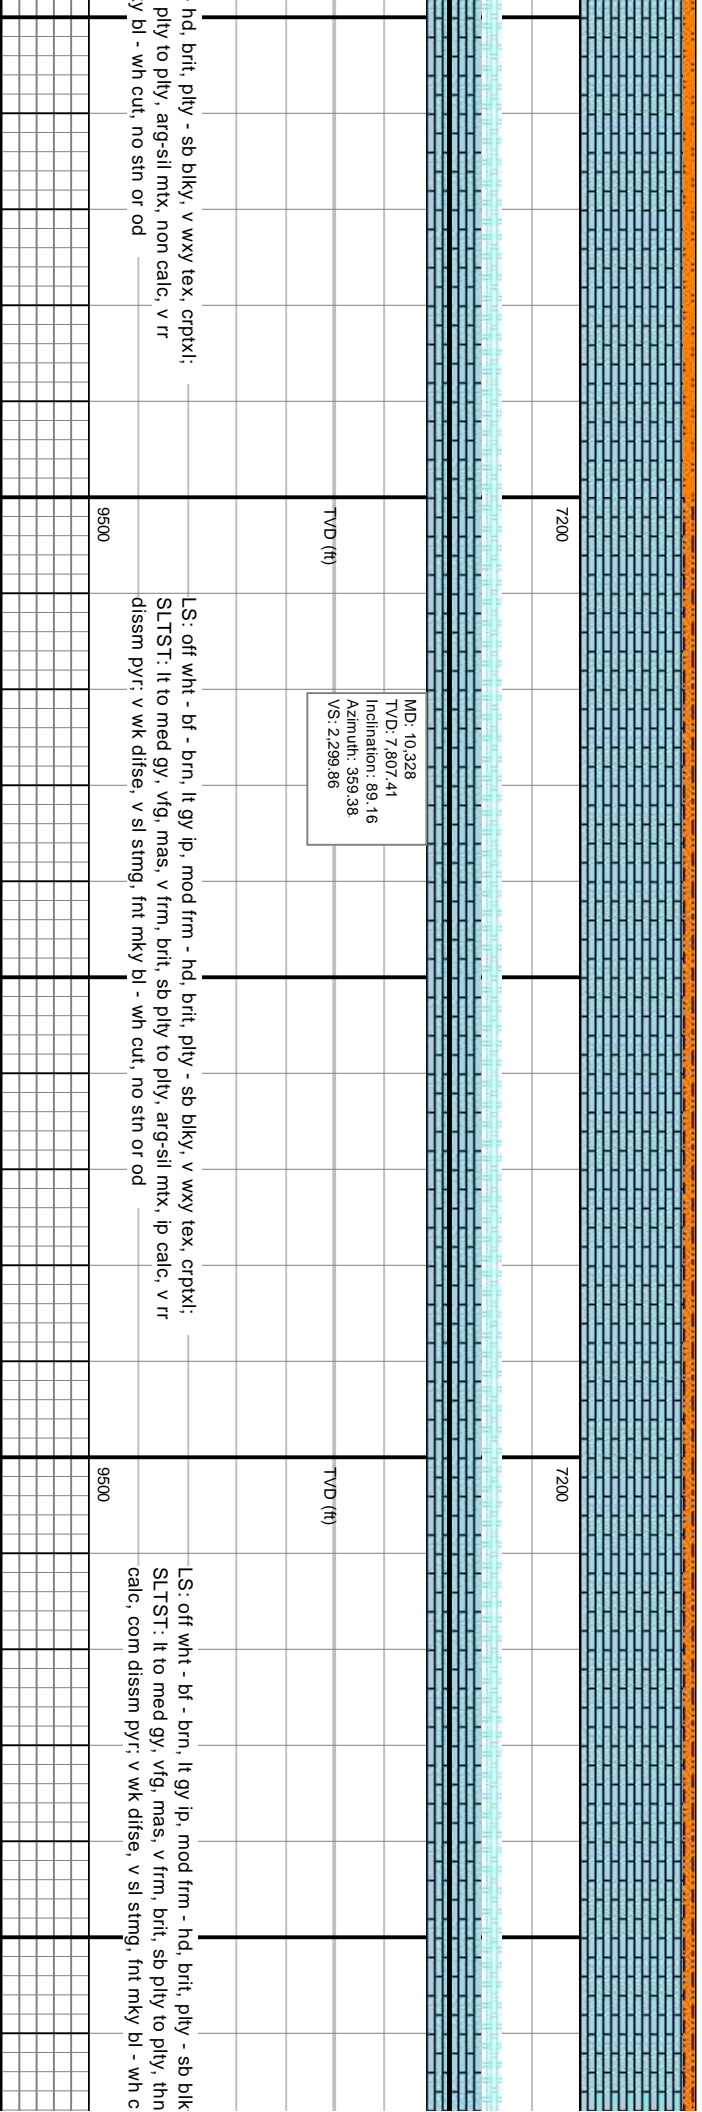 hd, brit, plty - sb blky, v wxy tex, crptxl;
plty to plty, arg-sil mtx, non calc, v rr
y bl - wh cut, no stn or od
7200
TVD (ft)
9500
MD: 10,328
TVD: 7,807.41
Inclination: 89.16
Azimuth: 359.38
VS: 2,299.86
LS: off wht - bf - brn, lt gy ip, mod frm - hd, brit, plty - sb blky, v wxy tex, crptxl;
SLTST: lt to med gy, vfg, mas, v frm, brit, sb plty to plty, arg-sil mtx, ip calc, v rr
dissm pyr; v wk difse, v sl stmg, fnt mky bl - wh cut, no stn or od
7200
TVD (ft)
9500
LS: off wht - bf - brn, lt gy ip, mod frm - hd, brit, plty - sb blk
SLTST: lt to med gy, vfg, mas, v frm, brit, sb plty to plty, thn
calc, com dissm pyr; v wk difse, v sl stmg, fnt mky bl - wh c